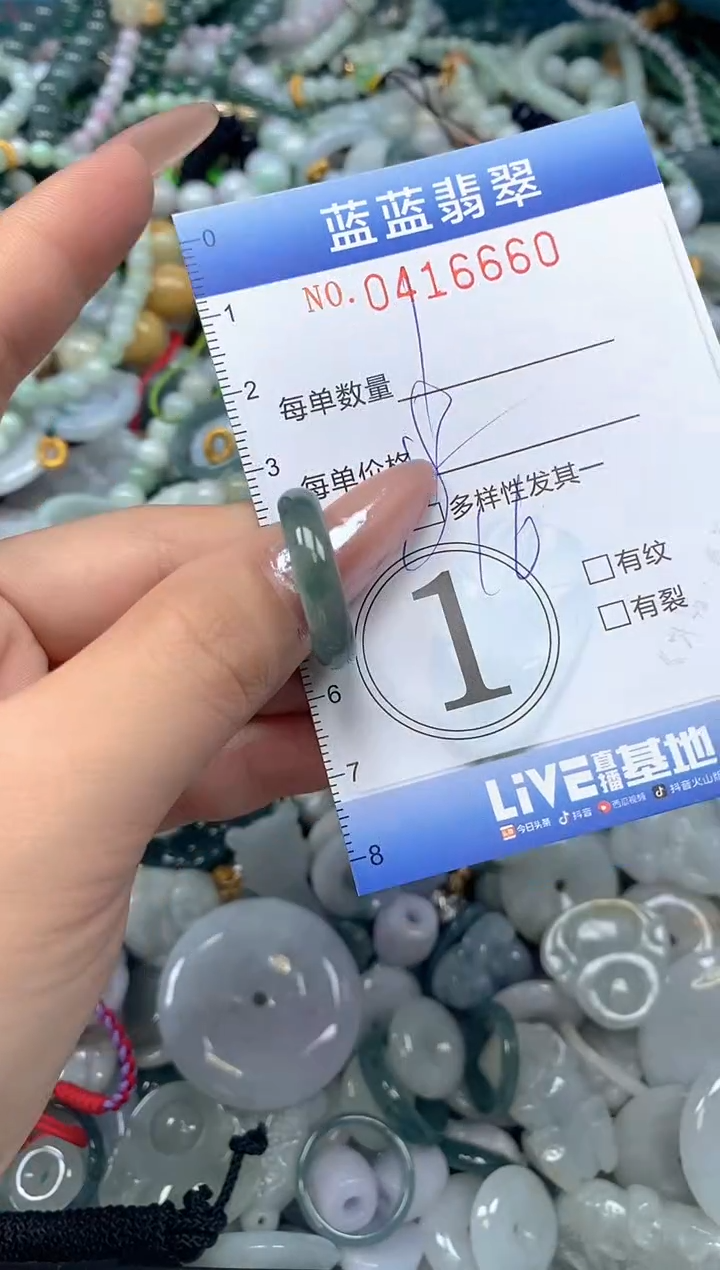 蓝蓝翡翠
NO. 0416660
0
1
2
3
6
7
8
每单数量
每单价格
□多样性发其一
16
□有纹
□有裂
1
LiVE直播基地
今日头条 抖音 西瓜视频 抖音火山版